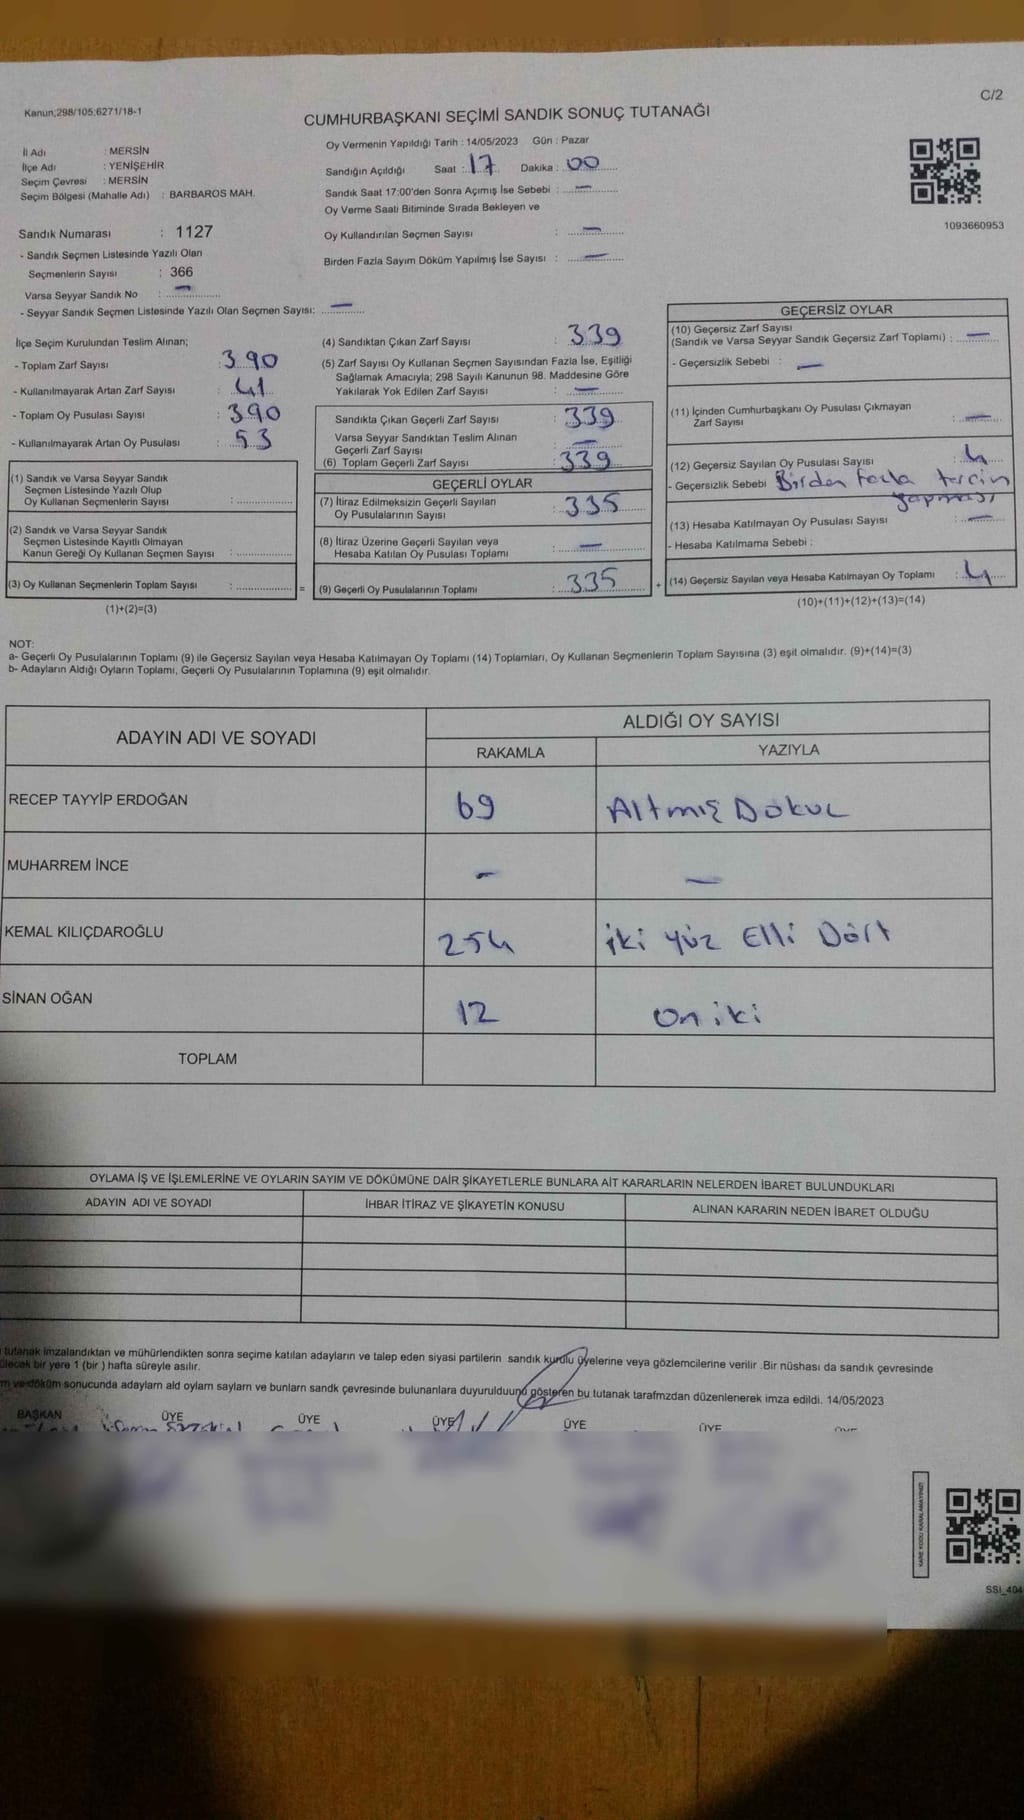 C/2
Kanun;298/105;6271/18-1
CUMHURBAŞKANI SEÇİMİ SANDIK SONUÇ TUTANAĞI
İl Adı : MERSİN
İlçe Adı : YENİŞEHİR
Seçim Çevresi : MERSİN
Seçim Bölgesi (Mahalle Adı) : BARBAROS MAH.
Sandık Numarası : 1127
- Sandık Seçmen Listesinde Yazılı Olan
Seçmenlerin Sayısı : 366
Varsa Seyyar Sandık No : —
- Seyyar Sandık Seçmen Listesinde Yazılı Olan Seçmen Sayısı: —
Oy Vermenin Yapıldığı Tarih : 14/05/2023 Gün : Pazar
Sandığın Açıldığı Saat : 17 Dakika : 00
Sandık Saat 17:00'den Sonra Açımış İse Sebebi : —
Oy Verme Saati Bitiminde Sırada Bekleyen ve
Oy Kullandırılan Seçmen Sayısı : —
Birden Fazla Sayım Döküm Yapılmış İse Sayısı : —
1093660953
İlçe Seçim Kurulundan Teslim Alınan;
- Toplam Zarf Sayısı : 390
- Kullanılmayarak Artan Zarf Sayısı : 41
- Toplam Oy Pusulası Sayısı : 390
- Kullanılmayarak Artan Oy Pusulası : 53
(1) Sandık ve Varsa Seyyar Sandık
Seçmen Listesinde Yazılı Olup
Oy Kullanan Seçmenlerin Sayısı :
(2) Sandık ve Varsa Seyyar Sandık
Seçmen Listesinde Kayıtlı Olmayan
Kanun Gereği Oy Kullanan Seçmen Sayısı :
(3) Oy Kullanan Seçmenlerin Toplam Sayısı : =
(1)+(2)=(3)
(4) Sandıktan Çıkan Zarf Sayısı : 339
(5) Zarf Sayısı Oy Kullanan Seçmen Sayısından Fazla İse, Eşitliği
Sağlamak Amacıyla; 298 Sayılı Kanunun 98. Maddesine Göre
Yakılarak Yok Edilen Zarf Sayısı : —
Sandıkta Çıkan Geçerli Zarf Sayısı : 339
Varsa Seyyar Sandıktan Teslim Alınan
Geçerli Zarf Sayısı : —
(6) Toplam Geçerli Zarf Sayısı : 339
GEÇERLİ OYLAR
(7) İtiraz Edilmeksizin Geçerli Sayılan
Oy Pusulalarının Sayısı : 335
(8) İtiraz Üzerine Geçerli Sayılan veya
Hesaba Katılan Oy Pusulası Toplamı : —
(9) Geçerli Oy Pusulalarının Toplamı : 335 +
GEÇERSİZ OYLAR
(10) Geçersiz Zarf Sayısı
(Sandık ve Varsa Seyyar Sandık Geçersiz Zarf Toplamı) : —
- Geçersizlik Sebebi : —
(11) İçinden Cumhurbaşkanı Oy Pusulası Çıkmayan
Zarf Sayısı : —
(12) Geçersiz Sayılan Oy Pusulası Sayısı : 4
- Geçersizlik Sebebi Birden fazla tercin
yapması
(13) Hesaba Katılmayan Oy Pusulası Sayısı : —
- Hesaba Katılmama Sebebi :
(14) Geçersiz Sayılan veya Hesaba Katılmayan Oy Toplamı : 4
(10)+(11)+(12)+(13)=(14)
NOT:
a- Geçerli Oy Pusulalarının Toplamı (9) ile Geçersiz Sayılan veya Hesaba Katılmayan Oy Toplamı (14) Toplamları, Oy Kullanan Seçmenlerin Toplam Sayısına (3) eşit olmalıdır. (9)+(14)=(3)
b- Adayların Aldığı Oyların Toplamı, Geçerli Oy Pusulalarının Toplamına (9) eşit olmalıdır.
ADAYIN ADI VE SOYADI ALDIĞI OY SAYISI
RAKAMLA YAZIYLA
RECEP TAYYİP ERDOĞAN 69 Altmış Dokuz
MUHARREM İNCE - —
KEMAL KILIÇDAROĞLU 254 iki yüz Elli Dört
SİNAN OĞAN 12 on iki
TOPLAM
OYLAMA İŞ VE İŞLEMLERİNE VE OYLARIN SAYIM VE DÖKÜMÜNE DAİR ŞİKAYETLERLE BUNLARA AİT KARARLARIN NELERDEN İBARET BULUNDUKLARI
ADAYIN ADI VE SOYADI İHBAR İTİRAZ VE ŞİKAYETİN KONUSU ALINAN KARARIN NEDEN İBARET OLDUĞU
tutanak imzalandıktan ve mühürlendikten sonra seçime katılan adayların ve talep eden siyasi partilerin sandık kurulu üyelerine veya gözlemcilerine verilir .Bir nüshası da sandık çevresinde
bir yere 1 (bir ) hafta süreyle asılır.
ve döküm sonucunda adayların ald oyların sayları ve bunların sandk çevresinde bulunanlara duyurulduunu gösteren bu tutanak tarafmzdan düzenlenerek imza edildi. 14/05/2023
BAŞKAN ÜYE ÜYE ÜYE ÜYE ÜYE ÜYE
KARE KODU KARALAMAYINIZ!
SSİ_404